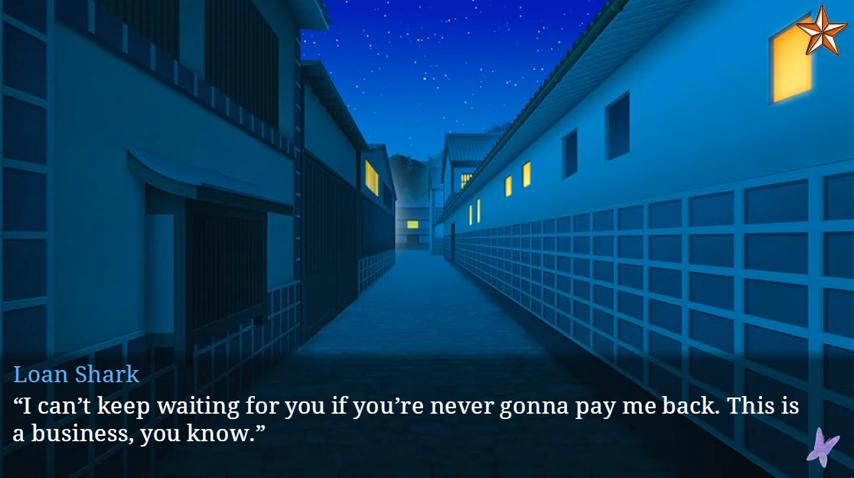 Loan Shark
“I can’t keep waiting for you if you’re never gonna pay me back. This is
a business, you know.”